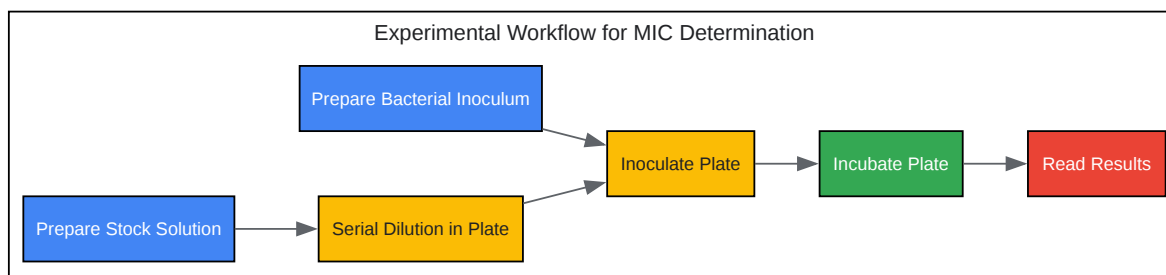 Experimental Workflow for MIC Determination
Prepare Bacterial Inoculum
Inoculate Plate
Incubate Plate
Read Results
Prepare Stock Solution
Serial Dilution in Plate